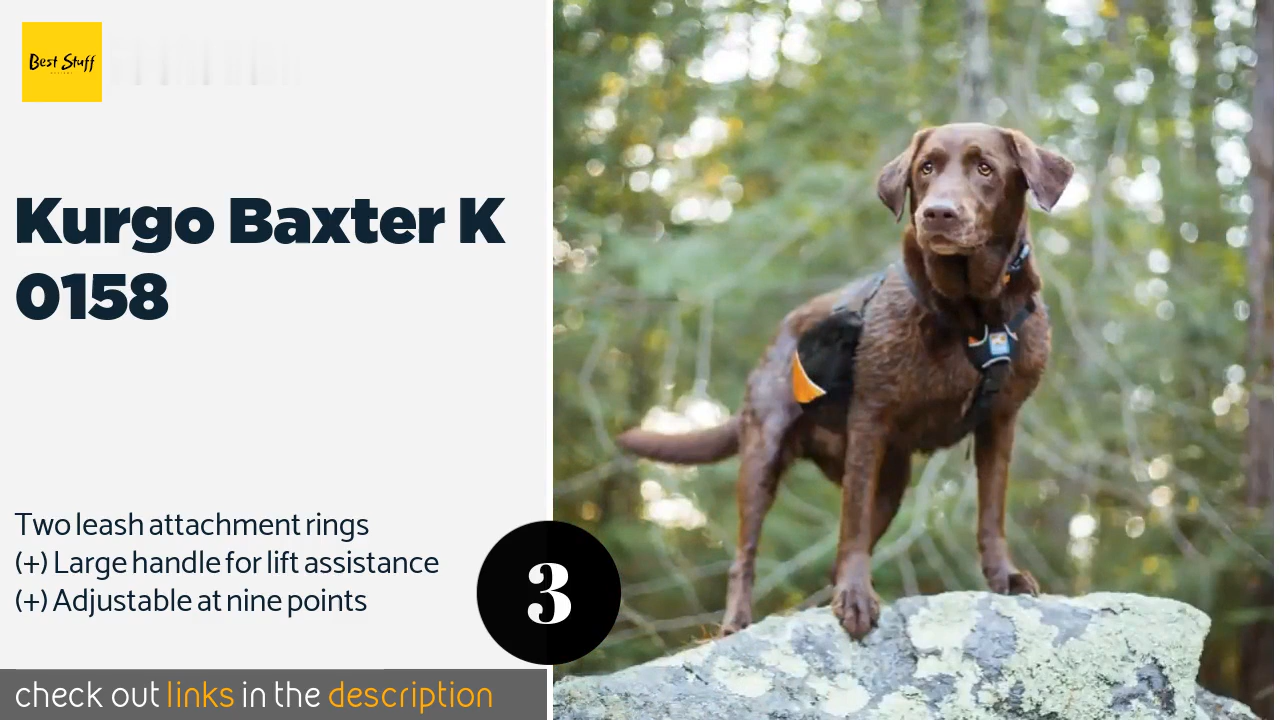 Best Stuff
Kurgo Baxter K
0158
Two leash attachment rings
(+) Large handle for lift assistance
(+) Adjustable at nine points
3
check out links in the description